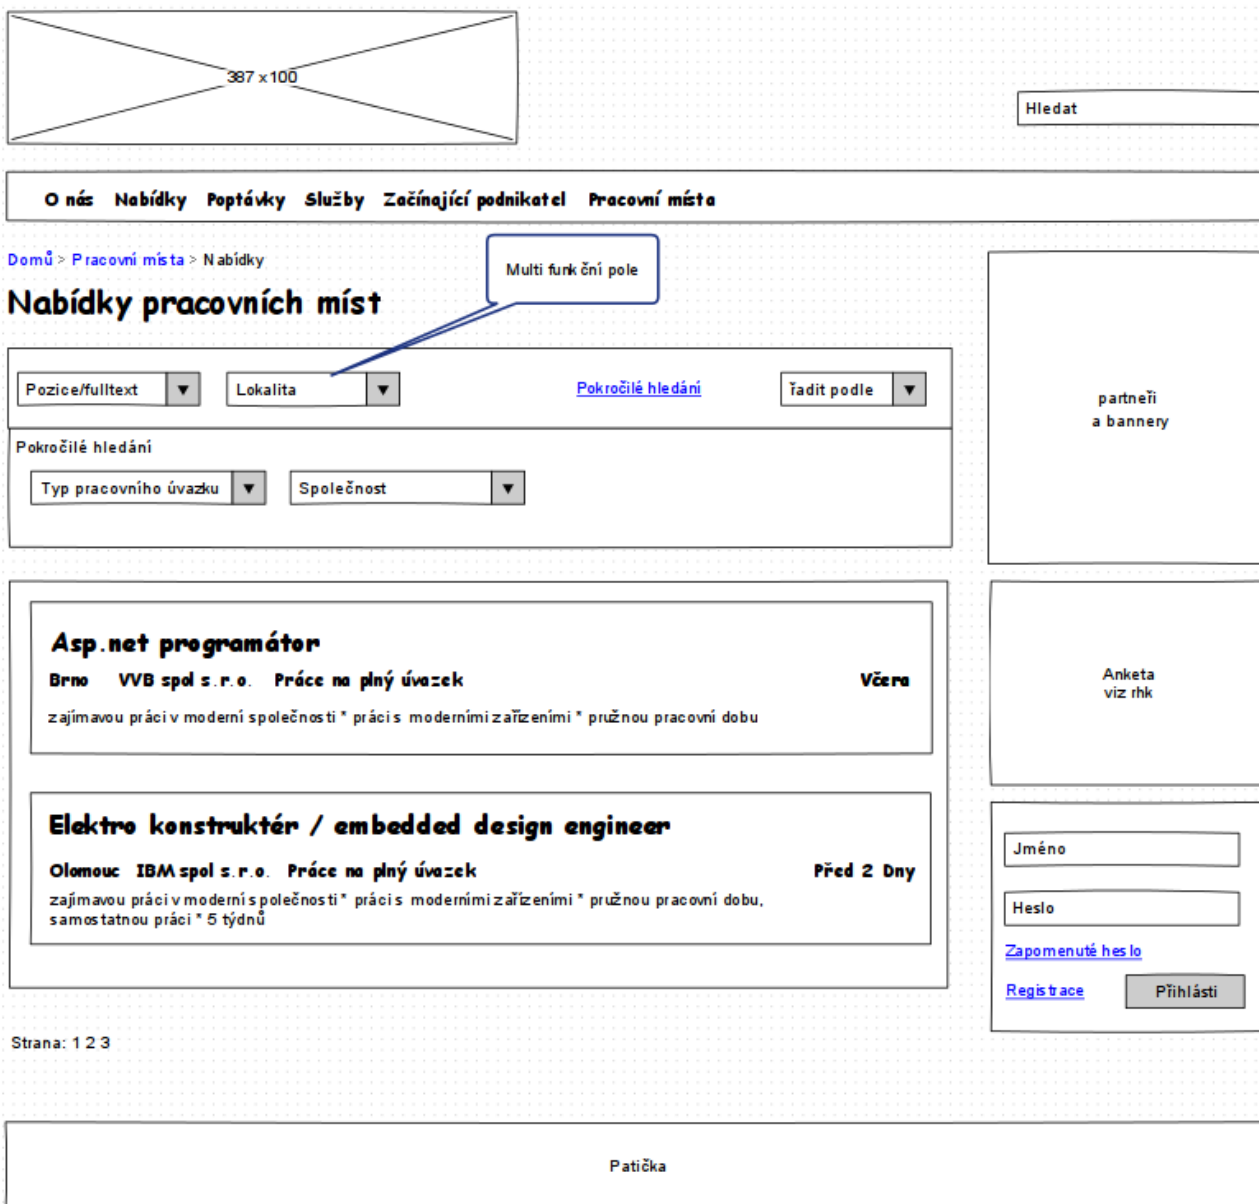 387 x 100
Hledat
O nás Nabídky Poptávky Služby Začínající podnikatel Pracovní místa
Domů > Pracovní místa > Nabídky
Multi funkční pole
Nabídky pracovních míst
Pozice/fulltext ▼ Lokalita ▼ Pokročilé hledání řadit podle ▼
Pokročilé hledání
Typ pracovního úvazku ▼ Společnost ▼
partneři
a bannery
Asp.net programátor
Brno VVB spol s.r.o. Práce na plný úvazek Včera
zajímavou práci v moderní společnosti * práci s moderními zařízeními * pružnou pracovní dobu
Anketa
viz rhk
Elektro konstruktér / embedded design engineer
Olomouc IBM spol s.r.o. Práce na plný úvazek Před 2 Dny
zajímavou práci v moderní společnosti * práci s moderními zařízeními * pružnou pracovní dobu,
samostatnou práci * 5 týdnů
Jméno
Heslo
Zapomenuté heslo
Registrace Přihlásti
Strana: 1 2 3
Patička